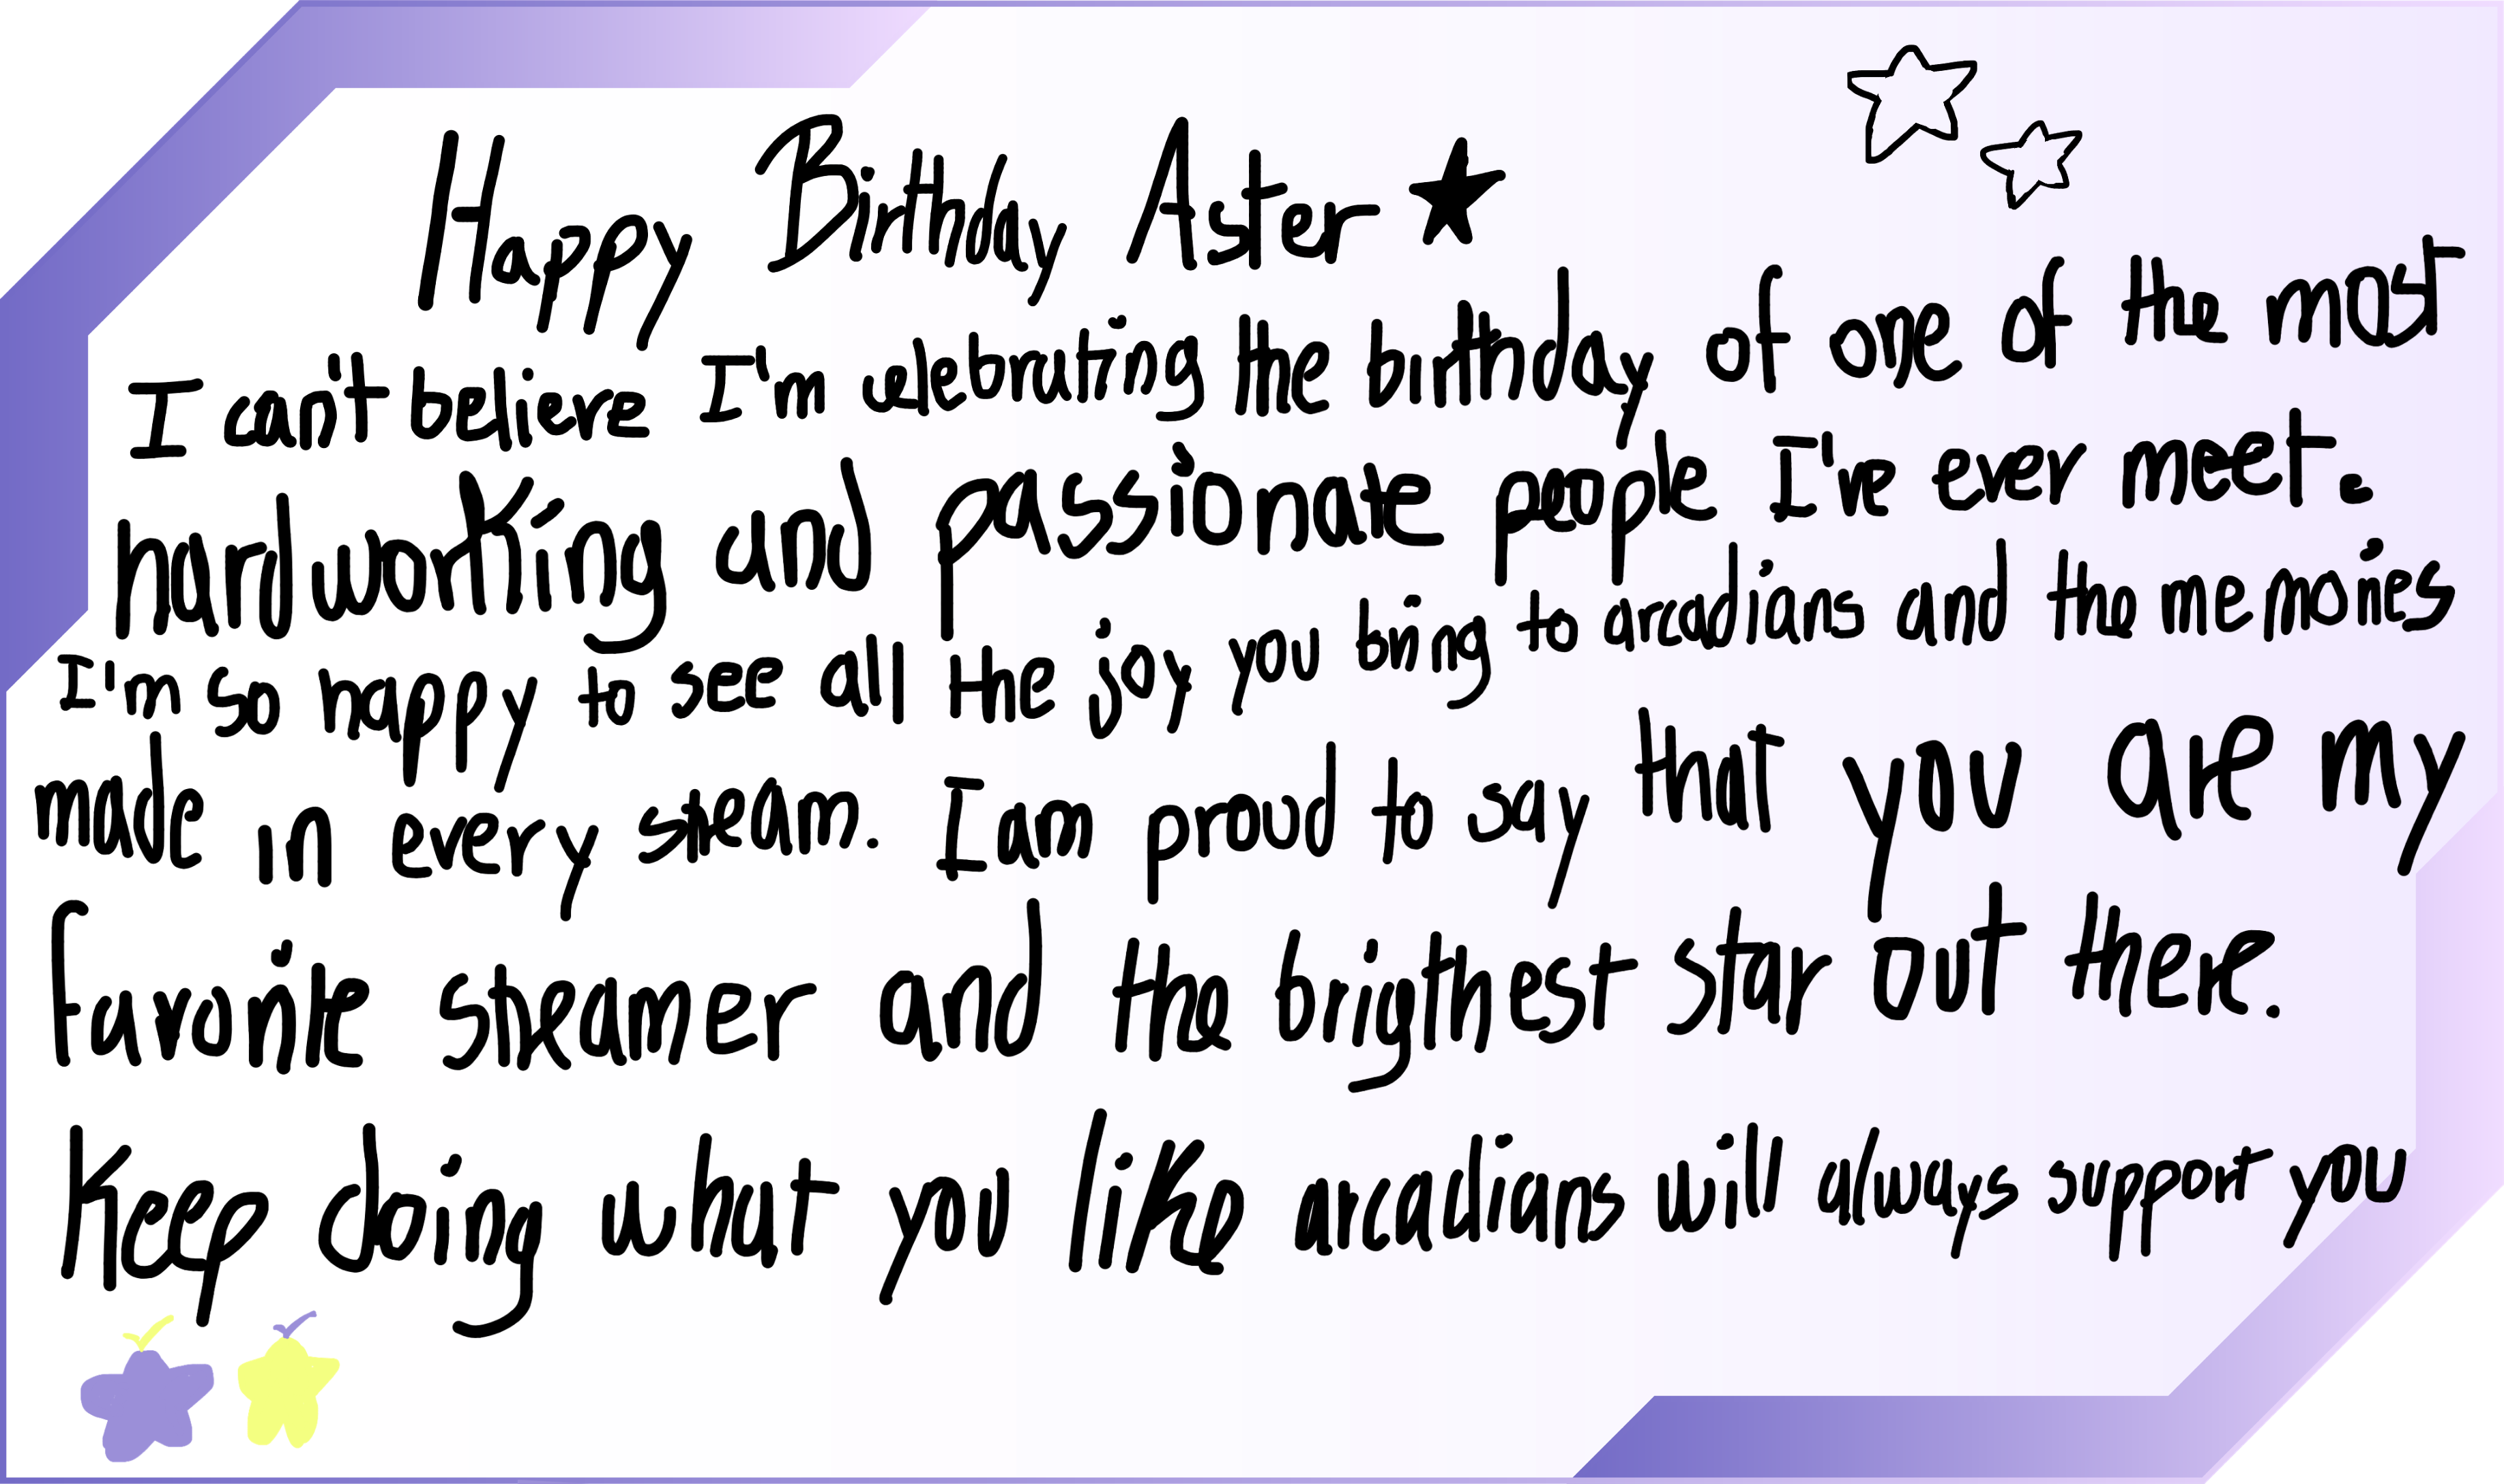 Happy Birthday Aster ★
I can't believe I'm celebrating the birthday of one of the most
hardworking and passionate people I've ever meet.
I'm so happy to see all the joy you bring to arcadians and the memories
made in every stream. I am proud to say that you are my
favorite streamer and the brigthest star out there.
Keep doing what you like arcadians will always support you